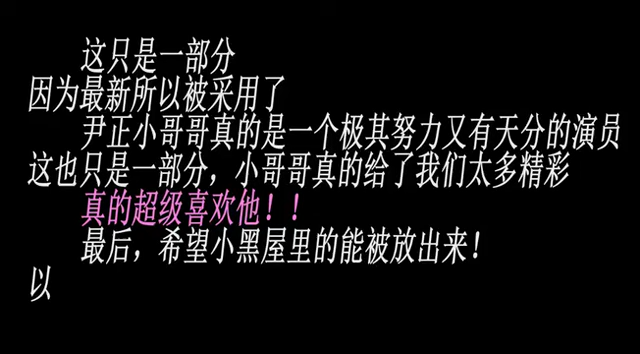 这只是一部分
因为最新所以被采用了
尹正小哥哥真的是一个极其努力又有天分的演员
这也只是一部分，小哥哥真的给了我们太多精彩
真的超级喜欢他！！
最后，希望小黑屋里的能被放出来！
以